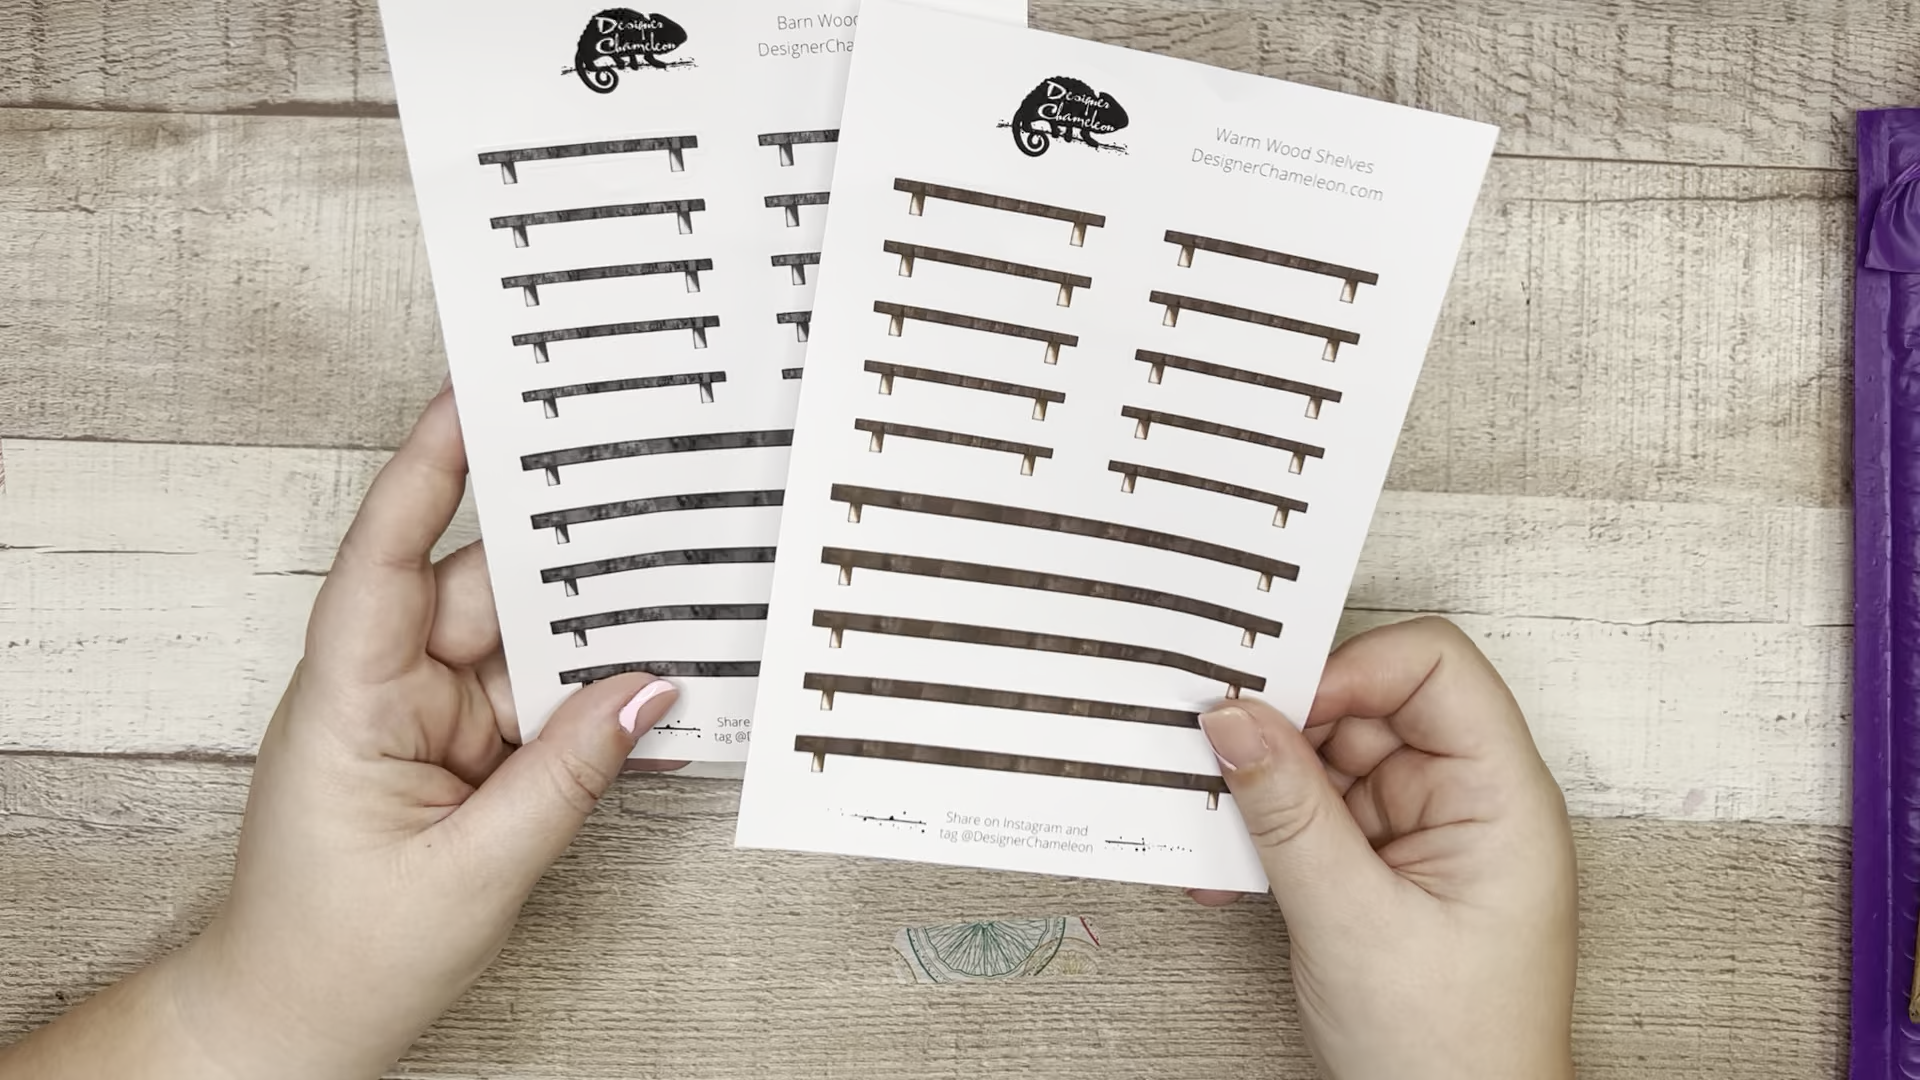 Designer
Chameleon
Barn Wood
DesignerCha
Share
tag @D
Designer
Chameleon
Warm Wood Shelves
DesignerChameleon.com
Share on Instagram and
tag @DesignerChameleon